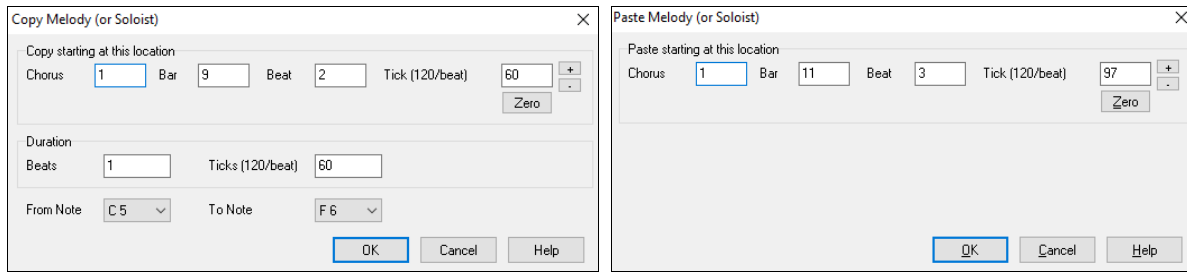 Copy Melody (or Soloist)
Copy starting at this location
Chorus 1 Bar 9 Beat 2 Tick (120/beat) 60 + -
Zero
Duration
Beats 1 Ticks (120/beat) 60
From Note C 5 To Note F 6
OK Cancel Help
Paste Melody (or Soloist)
Paste starting at this location
Chorus 1 Bar 11 Beat 3 Tick (120/beat) 97 + -
Zero
OK Cancel Help